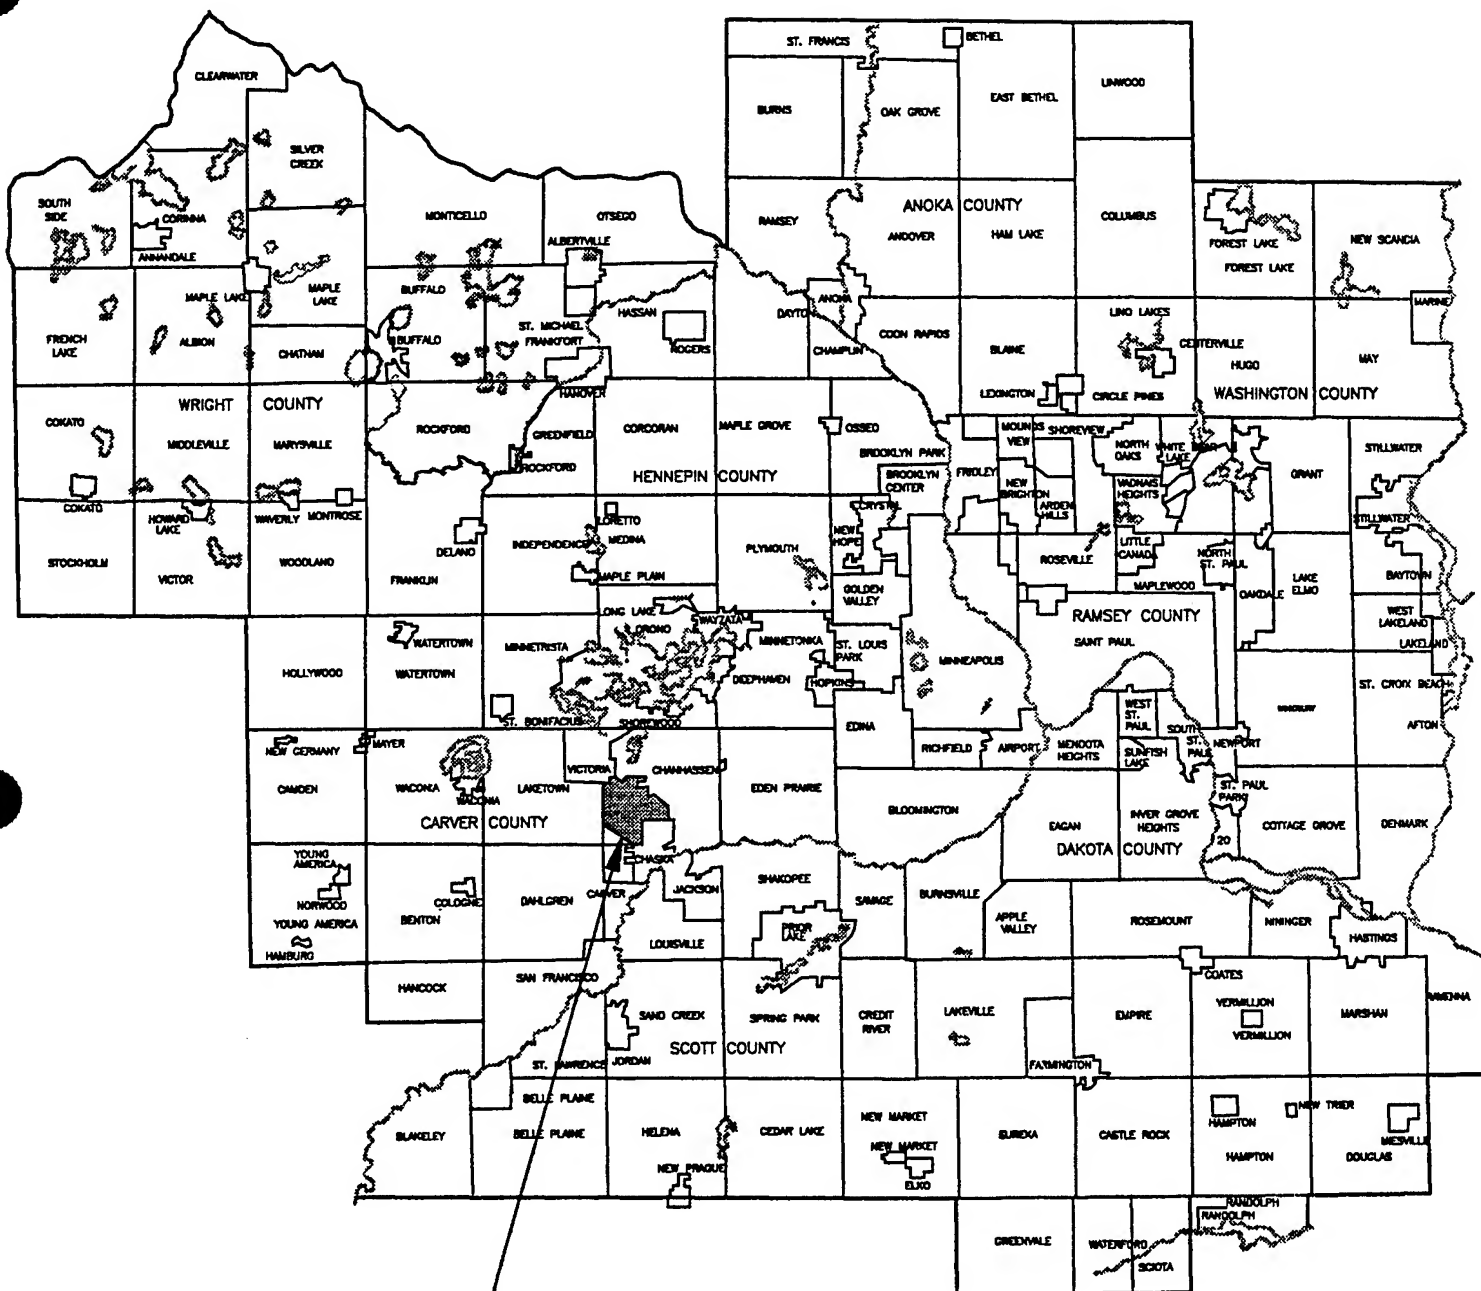 ST. FRANCIS
BETHEL
CLEARWATER
LINWOOD
BURNS
OAK GROVE
EAST BETHEL
SILVER
CREEK
SOUTH
SIDE
CORINNA
ANNANDALE
MONTICELLO
OTSEGO
ALBERTVILLE
RAMSEY
ANOKA COUNTY
ANDOVER
HAM LAKE
COLUMBUS
FOREST LAKE
FOREST LAKE
NEW SCANDIA
MAPLE LAKE
MAPLE
LAKE
BUFFALO
HASSAN
ROGERS
DAYTON
ANOKA
LINO LAKES
MARINE
FRENCH
LAKE
ALBION
CHATHAM
BUFFALO
ST. MICHAEL
FRANKFORT
CHAMPLIN
COON RAPIDS
BLAINE
CENTERVILLE
HUGO
MAY
WRIGHT COUNTY
HANOVER
LEXINGTON
CIRCLE PINES
WASHINGTON COUNTY
COKATO
MIDDLEVILLE
MARYSVILLE
ROCKFORD
GREENFIELD
CORCORAN
MAPLE GROVE
OSSEO
MOUNDS
VIEW
SHOREVIEW
NORTH
OAKS
WHITE BEAR
LAKE
STILLWATER
ROCKFORD
HENNEPIN COUNTY
BROOKLYN PARK
BROOKLYN
CENTER
FRIDLEY
NEW
BRIGHTON
ARDEN
HILLS
VADNAIS
HEIGHTS
GRANT
COKATO
HOWARD
LAKE
WAVERLY
MONTROSE
DELANO
LORETTO
CRYSTAL
NEW
HOPE
STILLWATER
STOCKHOLM
VICTOR
WOODLAND
FRANKLIN
INDEPENDENCE
MEDINA
MAPLE PLAIN
PLYMOUTH
GOLDEN
VALLEY
ROSEVILLE
LITTLE
CANADA
MAPLEWOOD
NORTH
ST. PAUL
OAKDALE
LAKE
ELMO
BAYTOWN
WEST
LAKELAND
LAKELAND
LONG LAKE
ORONO
WAYZATA
RAMSEY COUNTY
SAINT PAUL
HOLLYWOOD
WATERTOWN
WATERTOWN
MINNETRISTA
MINNETONKA
DEEPHAVEN
ST. LOUIS
PARK
HOPKINS
MINNEAPOLIS
ST. CROIX BEACH
WOODBURY
AFTON
ST. BONIFACIUS
SHOREWOOD
EDINA
WEST
ST.
PAUL
SOUTH
ST.
PAUL
NEWPORT
NEW GERMANY
MAYER
VICTORIA
CHANHASSEN
RICHFIELD
AIRPORT
MENDOTA
HEIGHTS
SUNFISH
LAKE
CAMDEN
WACONIA
WACONIA
LAKETOWN
EDEN PRAIRIE
BLOOMINGTON
ST. PAUL
PARK
CARVER COUNTY
EAGAN
INVER GROVE
HEIGHTS
COTTAGE GROVE
DENMARK
20
DAKOTA COUNTY
YOUNG
AMERICA
NORWOOD
YOUNG AMERICA
HAMBURG
COLOGNE
BENTON
DAHLGREN
CARVER
CHASKA
JACKSON
SHAKOPEE
SAVAGE
BURNSVILLE
APPLE
VALLEY
ROSEMOUNT
NININGER
HASTINGS
LOUISVILLE
PRIOR
LAKE
HANCOCK
SAN FRANCISCO
COATES
SAND CREEK
SPRING PARK
CREDIT
RIVER
LAKEVILLE
EMPIRE
VERMILLION
VERMILLION
MARSHAN
RAVENNA
SCOTT COUNTY
ST. LAWRENCE
JORDAN
FARMINGTON
BELLE PLAINE
BELLE PLAINE
BLAKELEY
HELENA
CEDAR LAKE
NEW MARKET
NEW MARKET
ELKO
NEW PRAGUE
EUREKA
CASTLE ROCK
HAMPTON
HAMPTON
NEW TRIER
MIESVILLE
DOUGLAS
RANDOLPH
RANDOLPH
GREENVALE
WATERFORD
SCIOTA